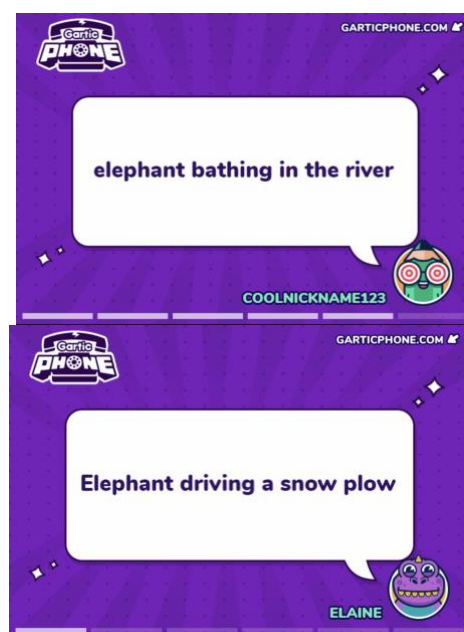 Gartic
PHONE
GARTICPHONE.COM
elephant bathing in the river
COOLNICKNAME123
Gartic
PHONE
GARTICPHONE.COM
Elephant driving a snow plow
ELAINE